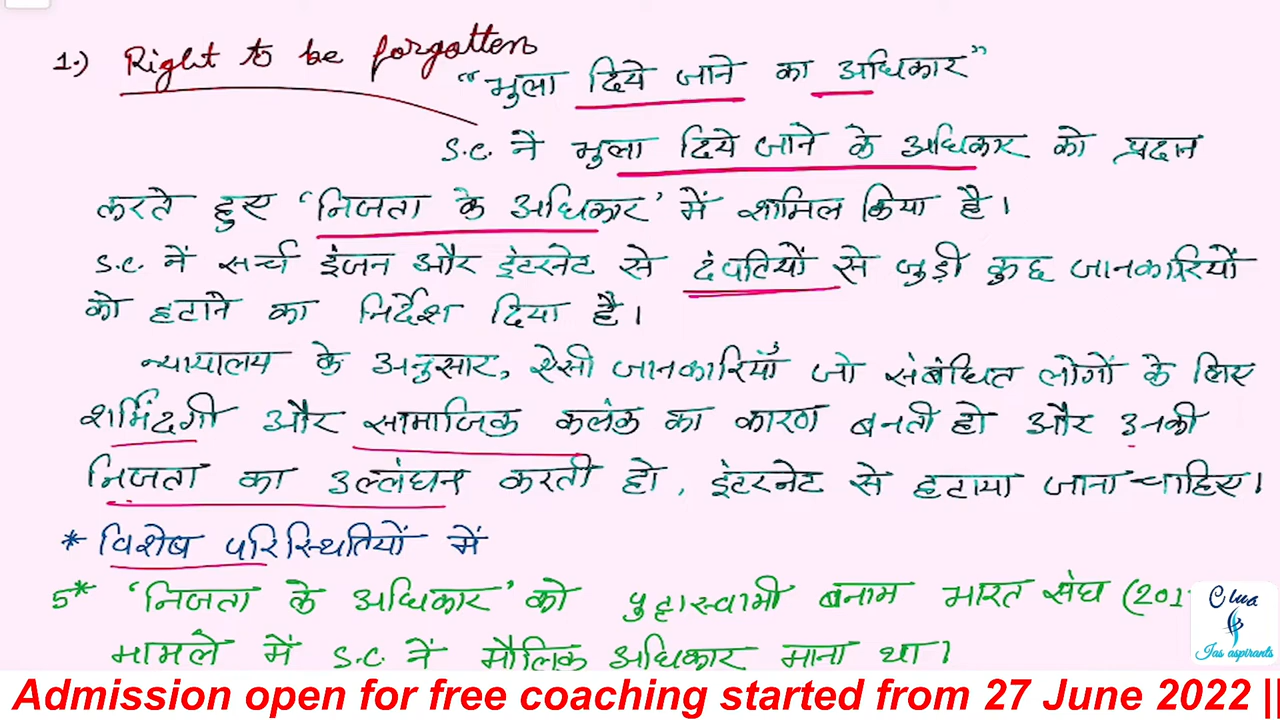 1.) Right to be forgotten
“भुला दिये जाने का अधिकार”
S.C. ने भुला दिये जाने के अधिकार को प्रदान
करते हुए ‘निजता के अधिकार’ में शामिल किया है।
S.C. ने सर्च इंजन और इंटरनेट से दंपतियों से जुड़ी कुछ जानकारियों
को हटाने का निर्देश दिया है।
न्यायालय के अनुसार, ऐसी जानकारियाँ जो संबंधित लोगों के लिए
शर्मिंदगी और सामाजिक कलंक का कारण बनती हो और उनकी
निजता का उल्लंघन करती हो, इंटरनेट से हटाया जाना चाहिए।
* विशेष परिस्थितियों में
5* ‘निजता के अधिकार’ को पुट्टास्वामी बनाम भारत संघ (201
मामले में S.C. ने मौलिक अधिकार माना था।
Clue
Ias aspirants
Admission open for free coaching started from 27 June 2022 ||